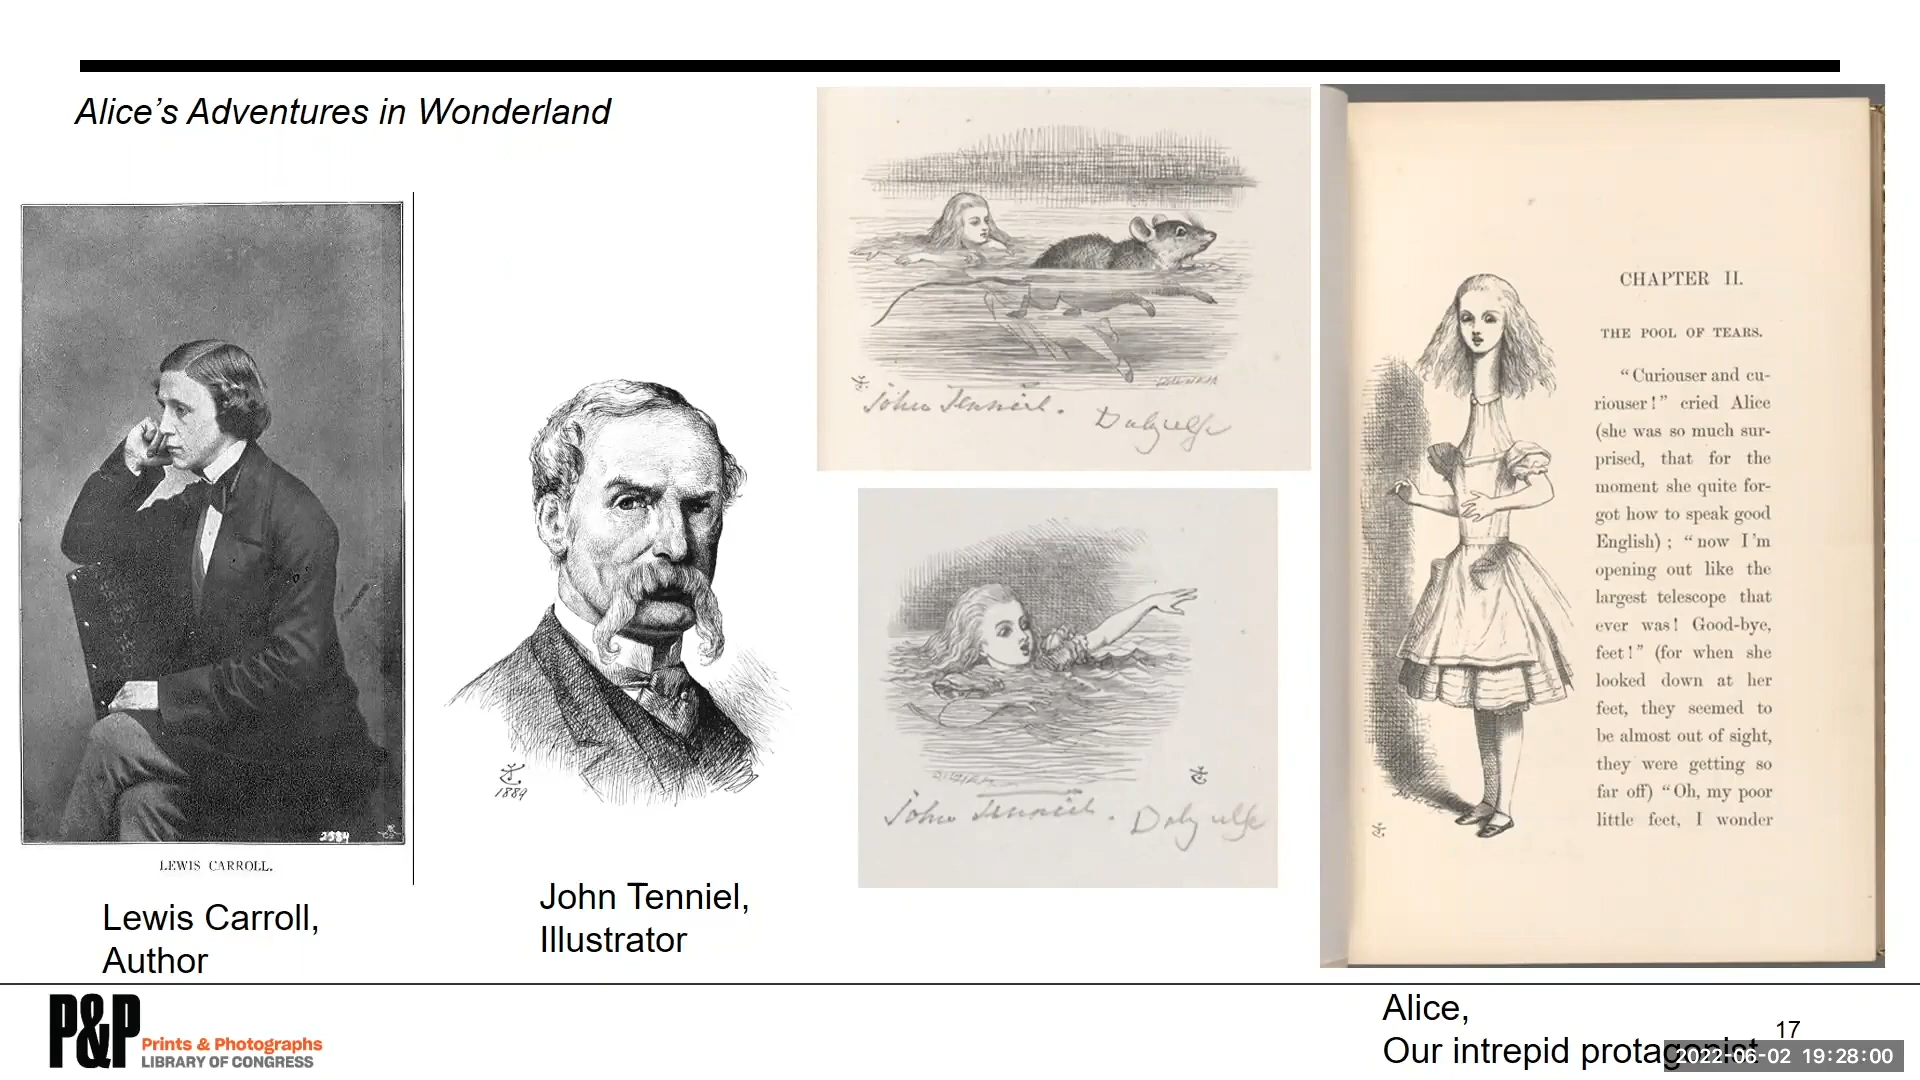 Alice’s Adventures in Wonderland
2584
LEWIS CARROLL.
Lewis Carroll,
Author
1889
John Tenniel,
Illustrator
John Tenniel.
Dalziel
John Tenniel.
Dalziel
CHAPTER II.
THE POOL OF TEARS.
“Curiouser and cu-
riouser!” cried Alice
(she was so much sur-
prised, that for the
moment she quite for-
got how to speak good
English); “now I’m
opening out like the
largest telescope that
ever was! Good-bye,
feet!” (for when she
looked down at her
feet, they seemed to
be almost out of sight,
they were getting so
far off) “Oh, my poor
little feet, I wonder
Alice,
Our intrepid protagonist
17
P&P
Prints & Photographs
LIBRARY OF CONGRESS
2022-06-02 19:28:00